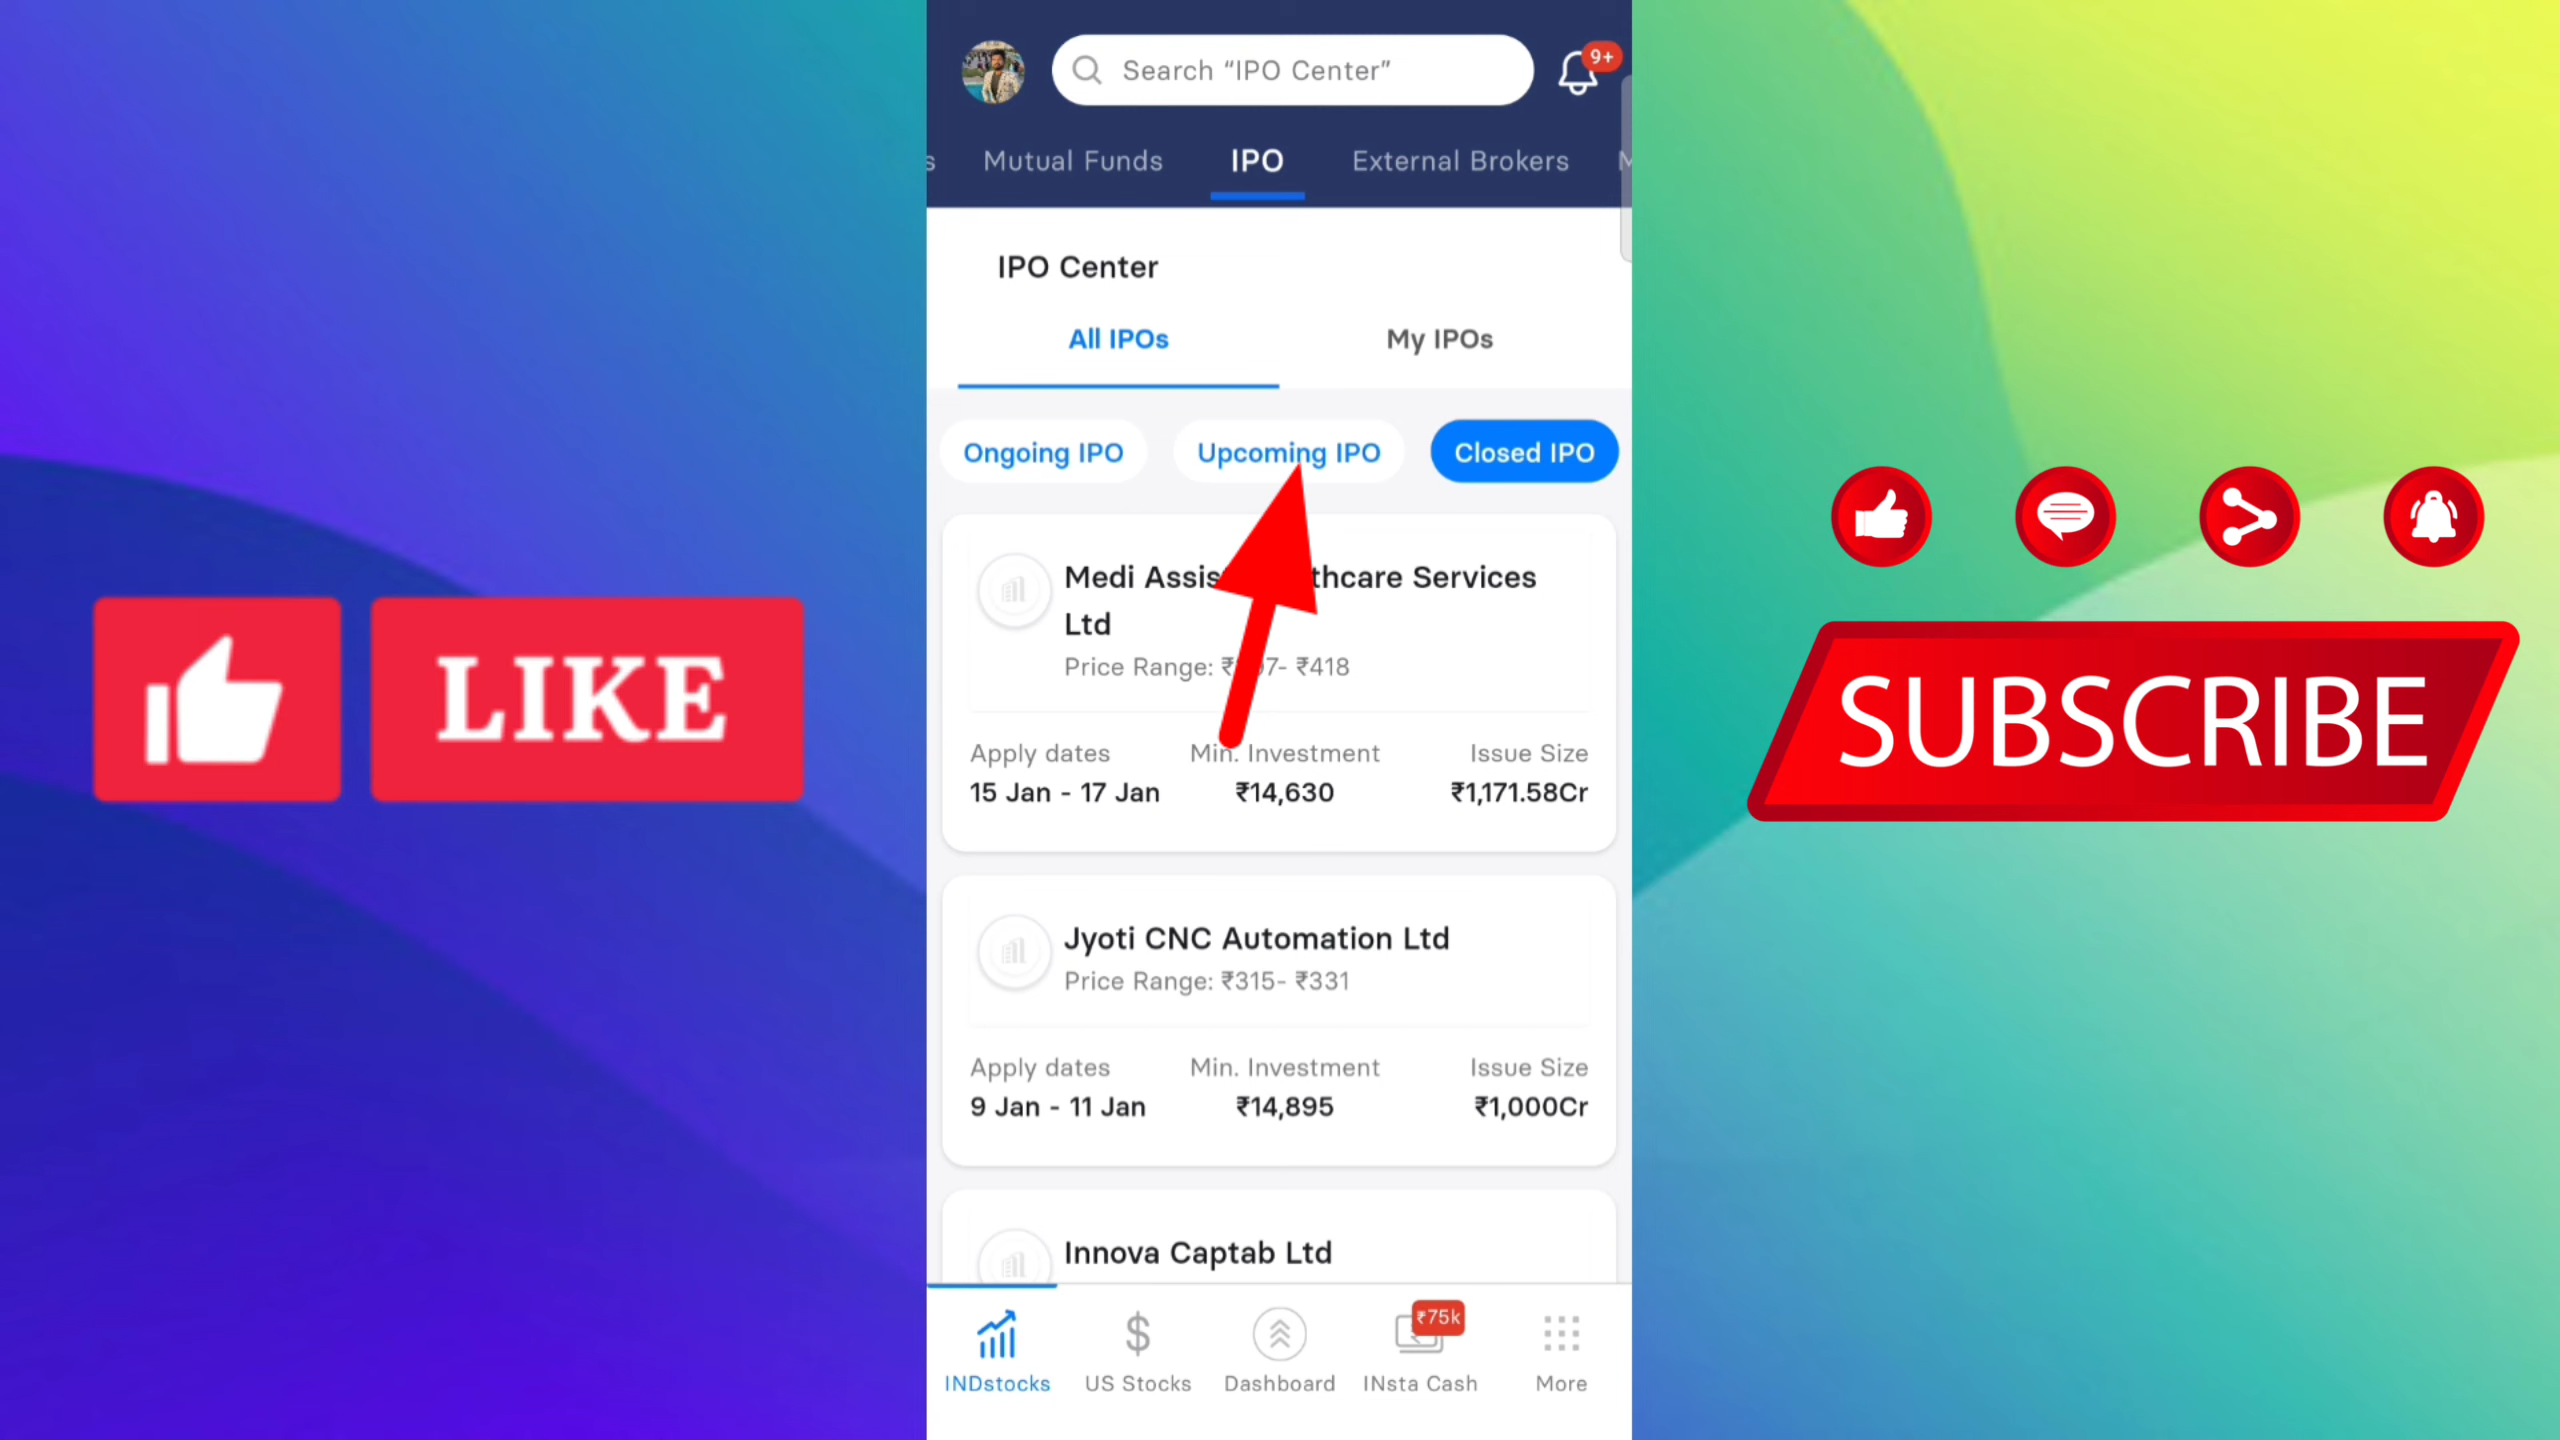 LIKE
Search “IPO Center”
9+
Mutual Funds
IPO
External Brokers
IPO Center
All IPOs
My IPOs
Ongoing IPO
Upcoming IPO
Closed IPO
Medi Services
Ltd
Price Range: ₹418
Apply dates
Min. Investment
Issue Size
15 Jan - 17 Jan
₹14,630
₹1,171.58Cr
Jyoti CNC Automation Ltd
Price Range: ₹315- ₹331
Apply dates
Min. Investment
Issue Size
9 Jan - 11 Jan
₹14,895
₹1,000Cr
Innova Captab Ltd
₹75k
INDstocks
US Stocks
Dashboard
INsta Cash
More
SUBSCRIBE